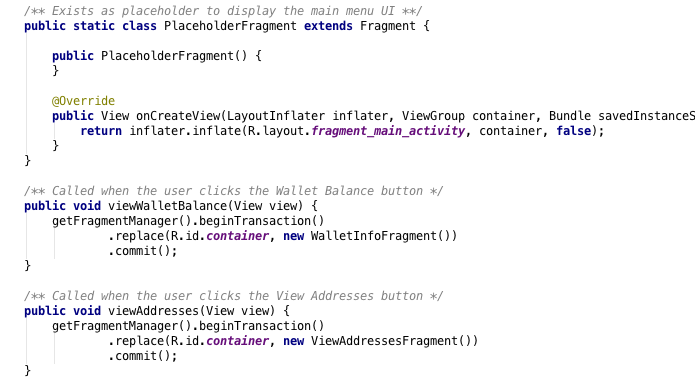 /** Exists as placeholder to display the main menu UI **/
public static class PlaceholderFragment extends Fragment {
public PlaceholderFragment() {
}
@Override
public View onCreateView(LayoutInflater inflater, ViewGroup container, Bundle savedInstanceS
return inflater.inflate(R.layout.fragment_main_activity, container, false);
}
}
/** Called when the user clicks the Wallet Balance button */
public void viewWalletBalance(View view) {
getFragmentManager().beginTransaction()
.replace(R.id.container, new WalletInfoFragment())
.commit();
}
/** Called when the user clicks the View Addresses button */
public void viewAddresses(View view) {
getFragmentManager().beginTransaction()
.replace(R.id.container, new ViewAddressesFragment())
.commit();
}